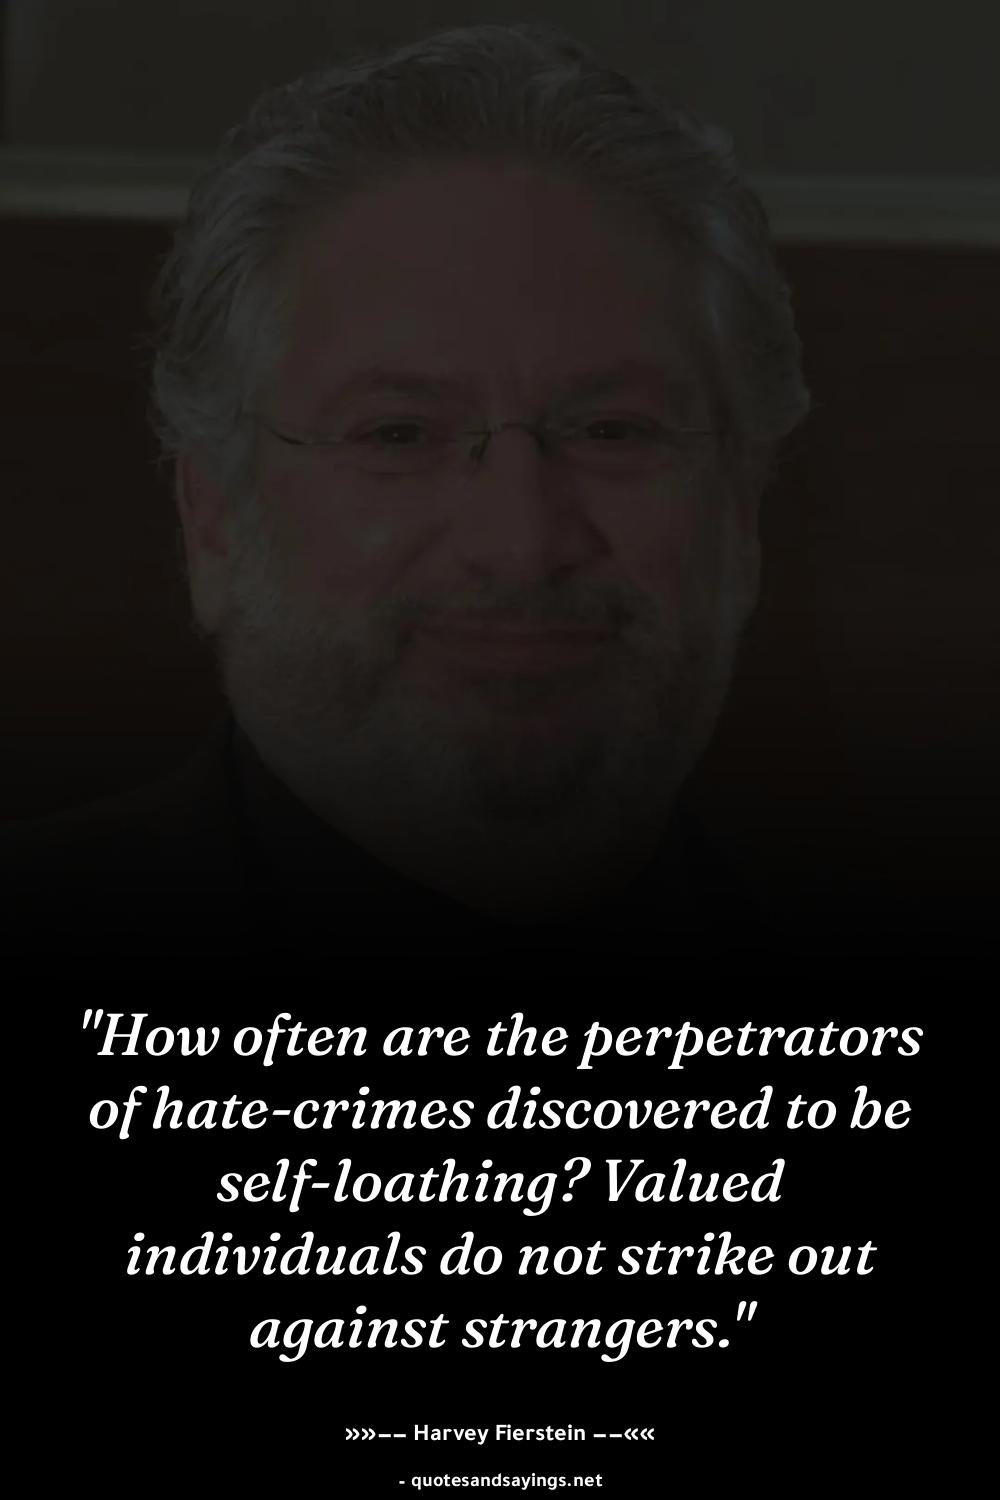 "How often are the perpetrators
of hate-crimes discovered to be
self-loathing? Valued
individuals do not strike out
against strangers."
»»−− Harvey Fierstein −−««
- quotesandsayings.net